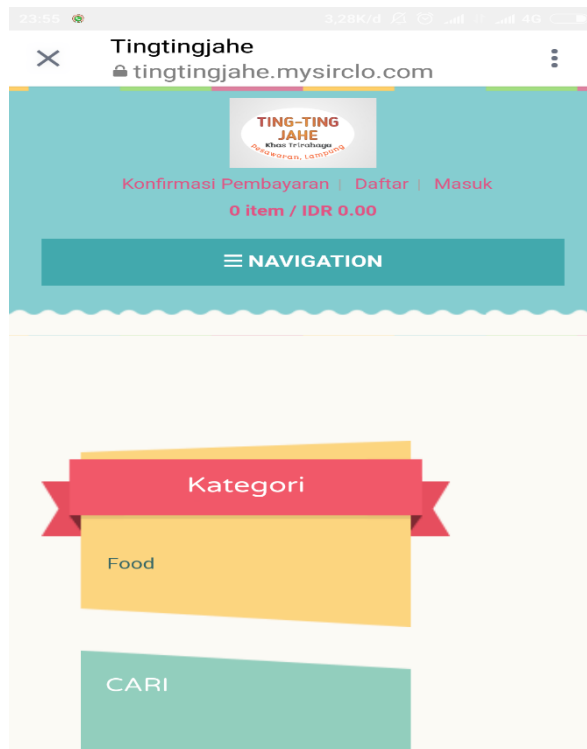 23:55 3,28K/d 4G
Tingtingjahe
tingtingjahe.mysirclo.com
TING-TING
JAHE
Khas Trirahayu
Pesawaran, Lampung
Konfirmasi Pembayaran | Daftar | Masuk
0 item / IDR 0.00
NAVIGATION
Kategori
Food
CARI